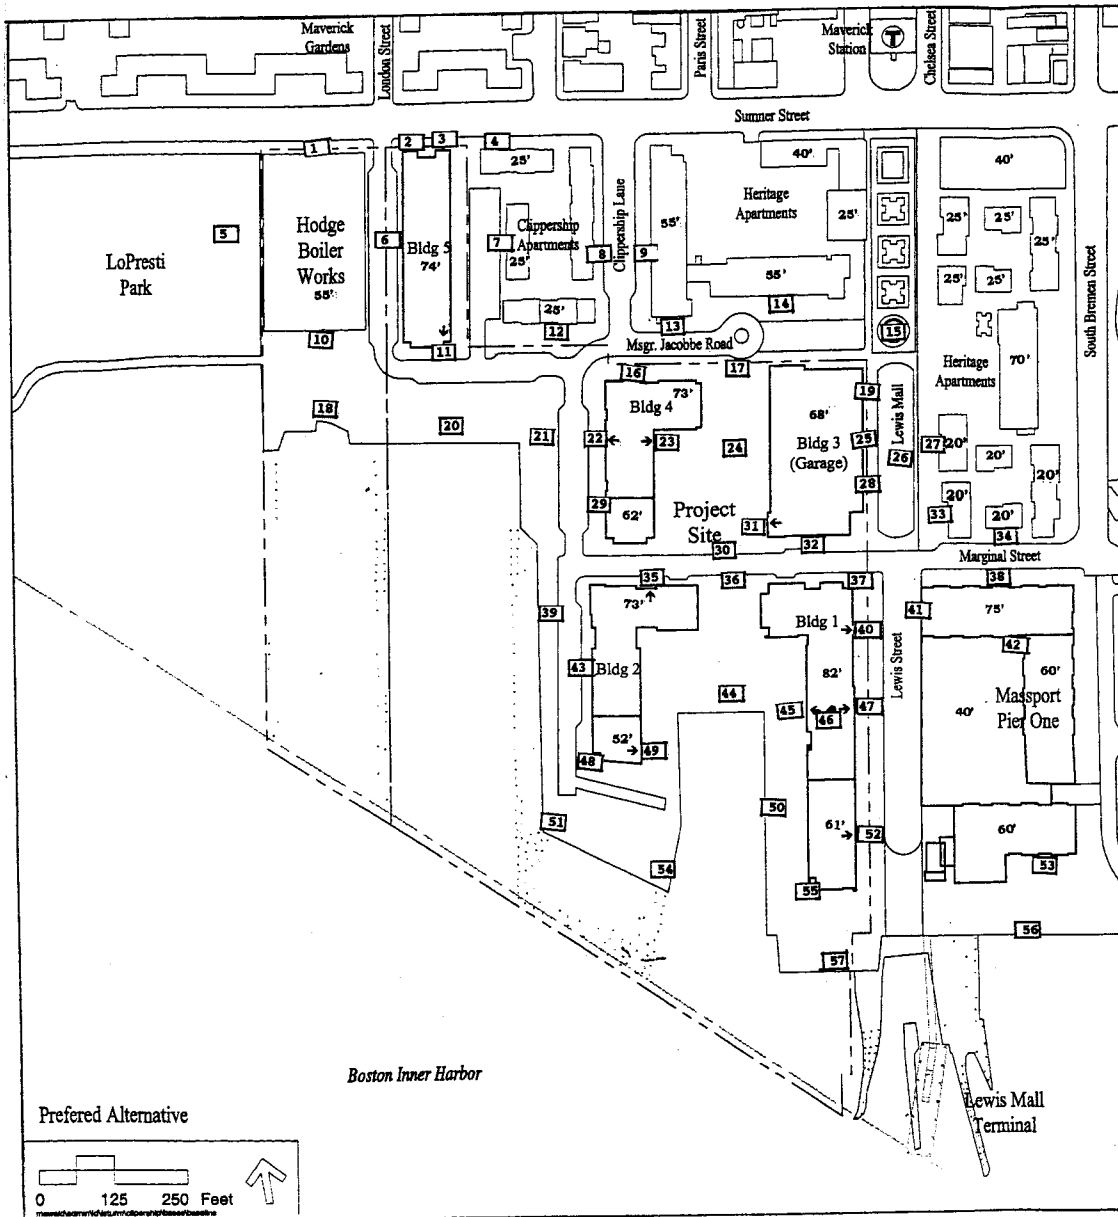 Maverick
Gardens
London Street
Paris Street
Maverick
Station
T
Chelsea Street
Sumner Street
1
2
3
4
25'
40'
40'
5
LoPresti
Park
Hodge
Boiler
Works
55'
6
Bldg 5
74'
7
Clippership
Apartments
25'
8
Clippership Lane
9
55'
Heritage
Apartments
25'
55'
14
25'
25'
25'
25'
25'
South Bremen Street
10
11
25'
12
13
Msgr. Jacobbe Road
15
Heritage
Apartments
70'
16
17
18
20
21
22
Bldg 4
73'
23
24
68'
Bldg 3
(Garage)
19
25
Lewis Mall
26
27
20'
20'
20'
28
29
62'
Project
Site
30
31
32
33
20'
20'
34
Marginal Street
35
36
37
38
39
73'
Bldg 1
40
41
75'
42
43
Bldg 2
82'
Lewis Street
60'
44
45
46
47
40'
Massport
Pier One
52'
48
49
50
51
61'
52
60'
53
54
55
56
57
Boston Inner Harbor
Prefered Alternative
Lewis Mall
Terminal
0 125 250 Feet